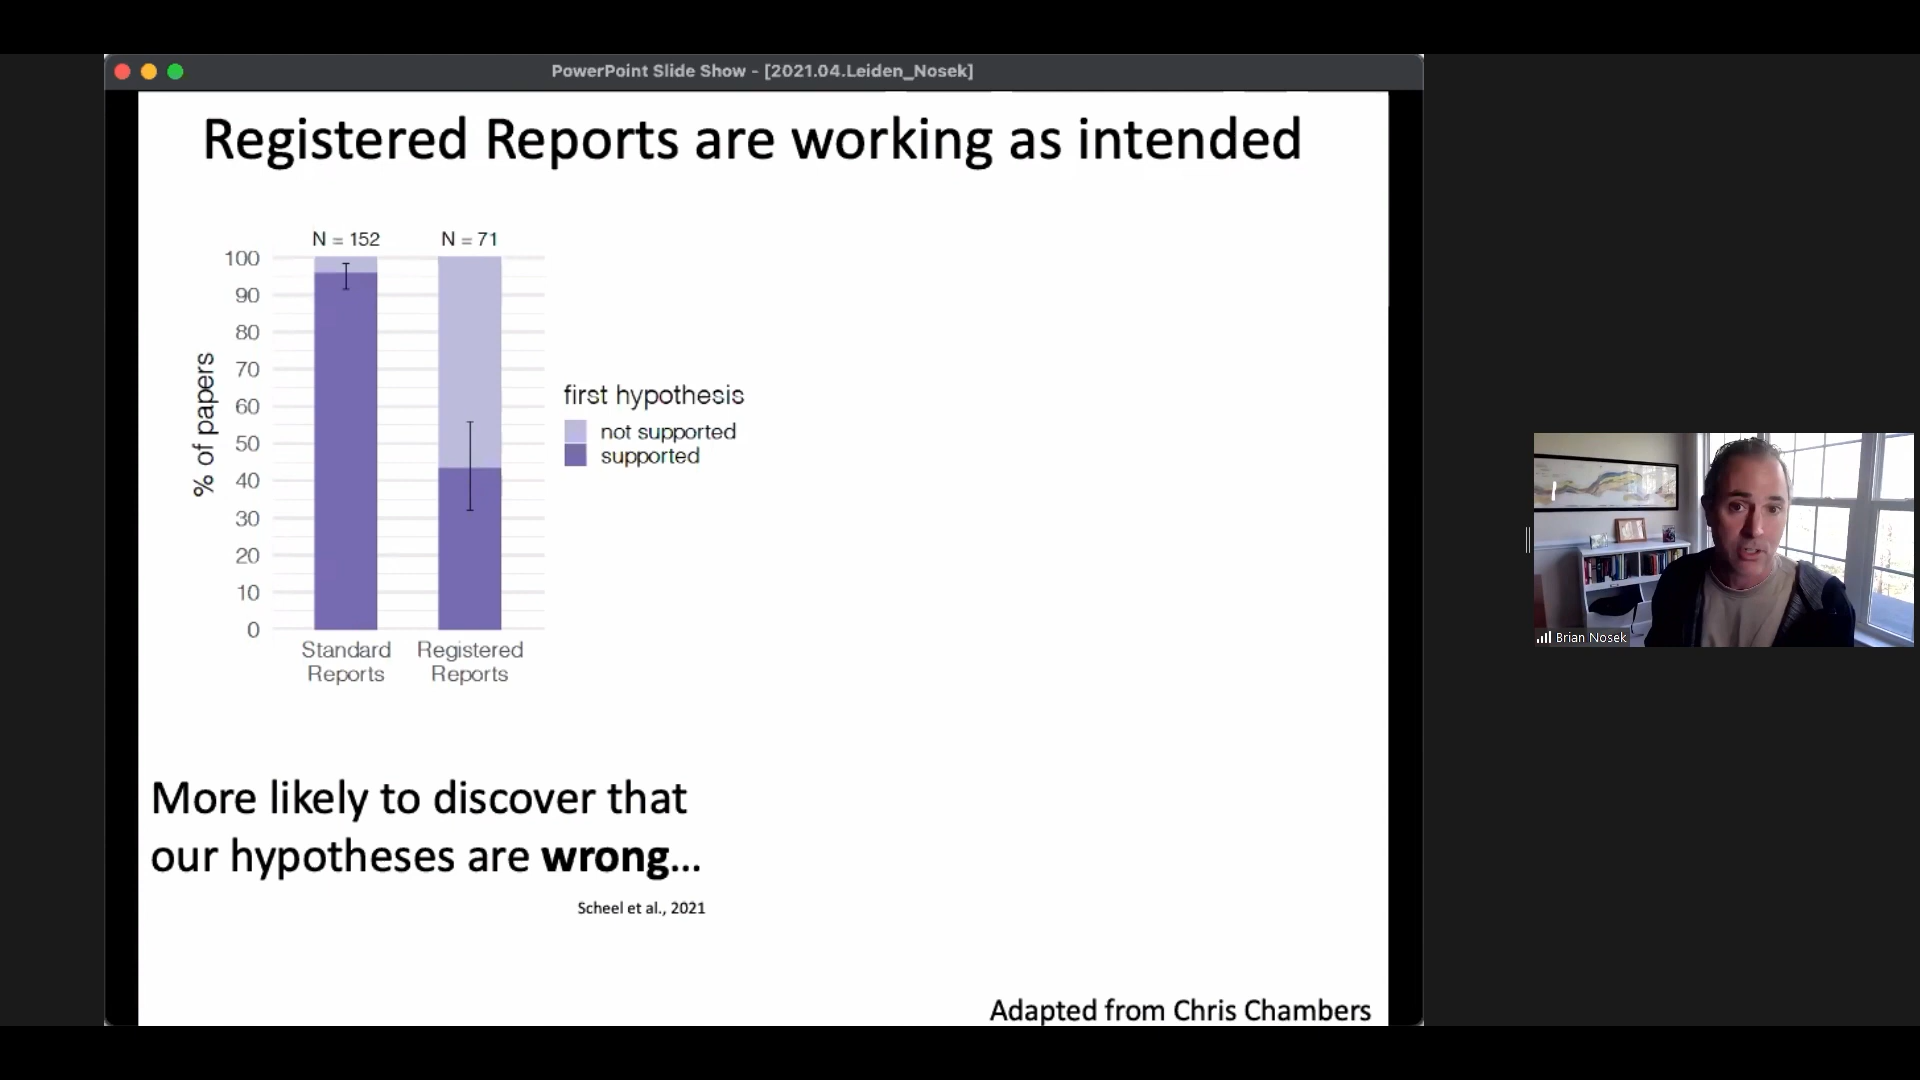 PowerPoint Slide Show - [2021.04.Leiden_Nosek]
Registered Reports are working as intended
N = 152
N = 71
100
90
80
70
60
50
40
30
20
10
0
% of papers
Standard
Reports
Registered
Reports
first hypothesis
not supported
supported
More likely to discover that
our hypotheses are wrong...
Scheel et al., 2021
Adapted from Chris Chambers
Brian Nosek